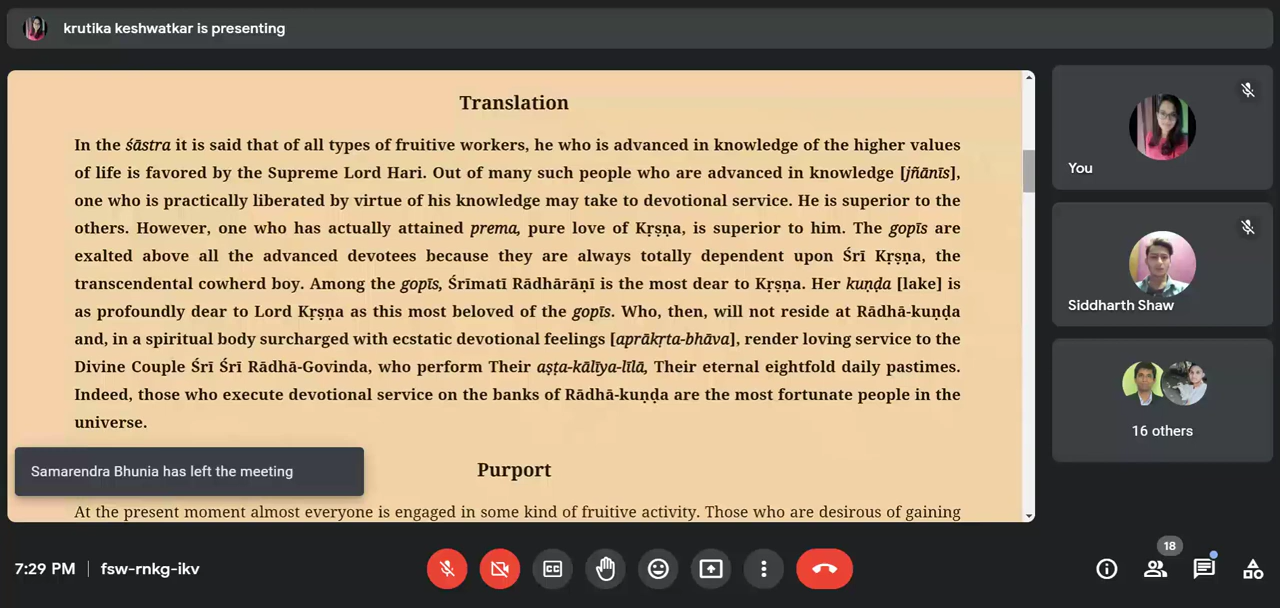 krutika keshwatkar is presenting
Translation
In the śāstra it is said that of all types of fruitive workers, he who is advanced in knowledge of the higher values
of life is favored by the Supreme Lord Hari. Out of many such people who are advanced in knowledge [jñānīs],
one who is practically liberated by virtue of his knowledge may take to devotional service. He is superior to the
others. However, one who has actually attained prema, pure love of Kṛṣṇa, is superior to him. The gopīs are
exalted above all the advanced devotees because they are always totally dependent upon Śrī Kṛṣṇa, the
transcendental cowherd boy. Among the gopīs, Śrīmatī Rādhārāṇī is the most dear to Kṛṣṇa. Her kuṇḍa [lake] is
as profoundly dear to Lord Kṛṣṇa as this most beloved of the gopīs. Who, then, will not reside at Rādhā-kuṇḍa
and, in a spiritual body surcharged with ecstatic devotional feelings [aprākṛta-bhāva], render loving service to the
Divine Couple Śrī Śrī Rādhā-Govinda, who perform Their aṣṭa-kālīya-līlā, Their eternal eightfold daily pastimes.
Indeed, those who execute devotional service on the banks of Rādhā-kuṇḍa are the most fortunate people in the
universe.
Purport
At the present moment almost everyone is engaged in some kind of fruitive activity. Those who are desirous of gaining
Samarendra Bhunia has left the meeting
You
Siddharth Shaw
16 others
7:29 PM | fsw-rnkg-ikv
CC
18